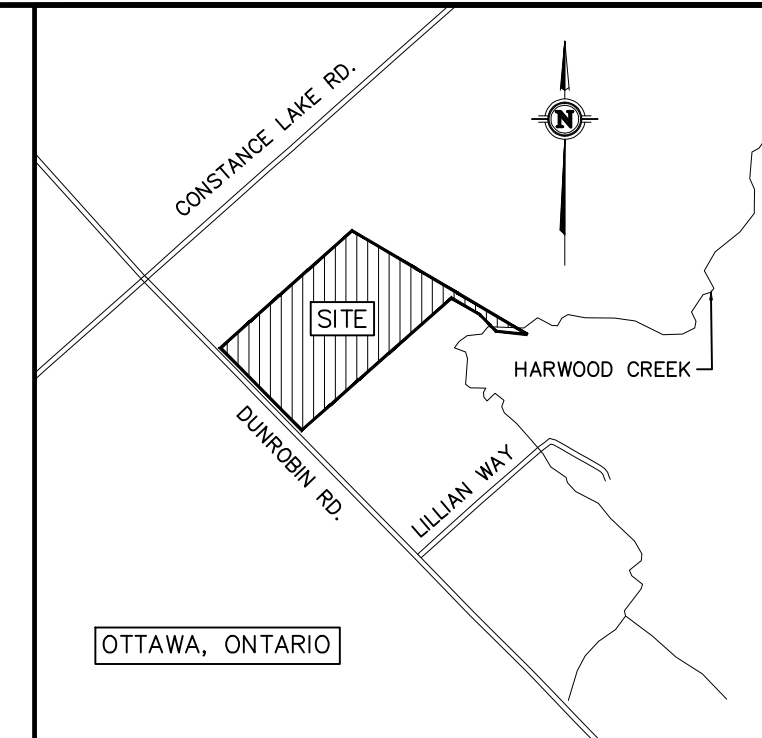 CONSTANCE LAKE RD.
N
SITE
HARWOOD CREEK
DUNROBIN RD.
LILLIAN WAY
OTTAWA, ONTARIO